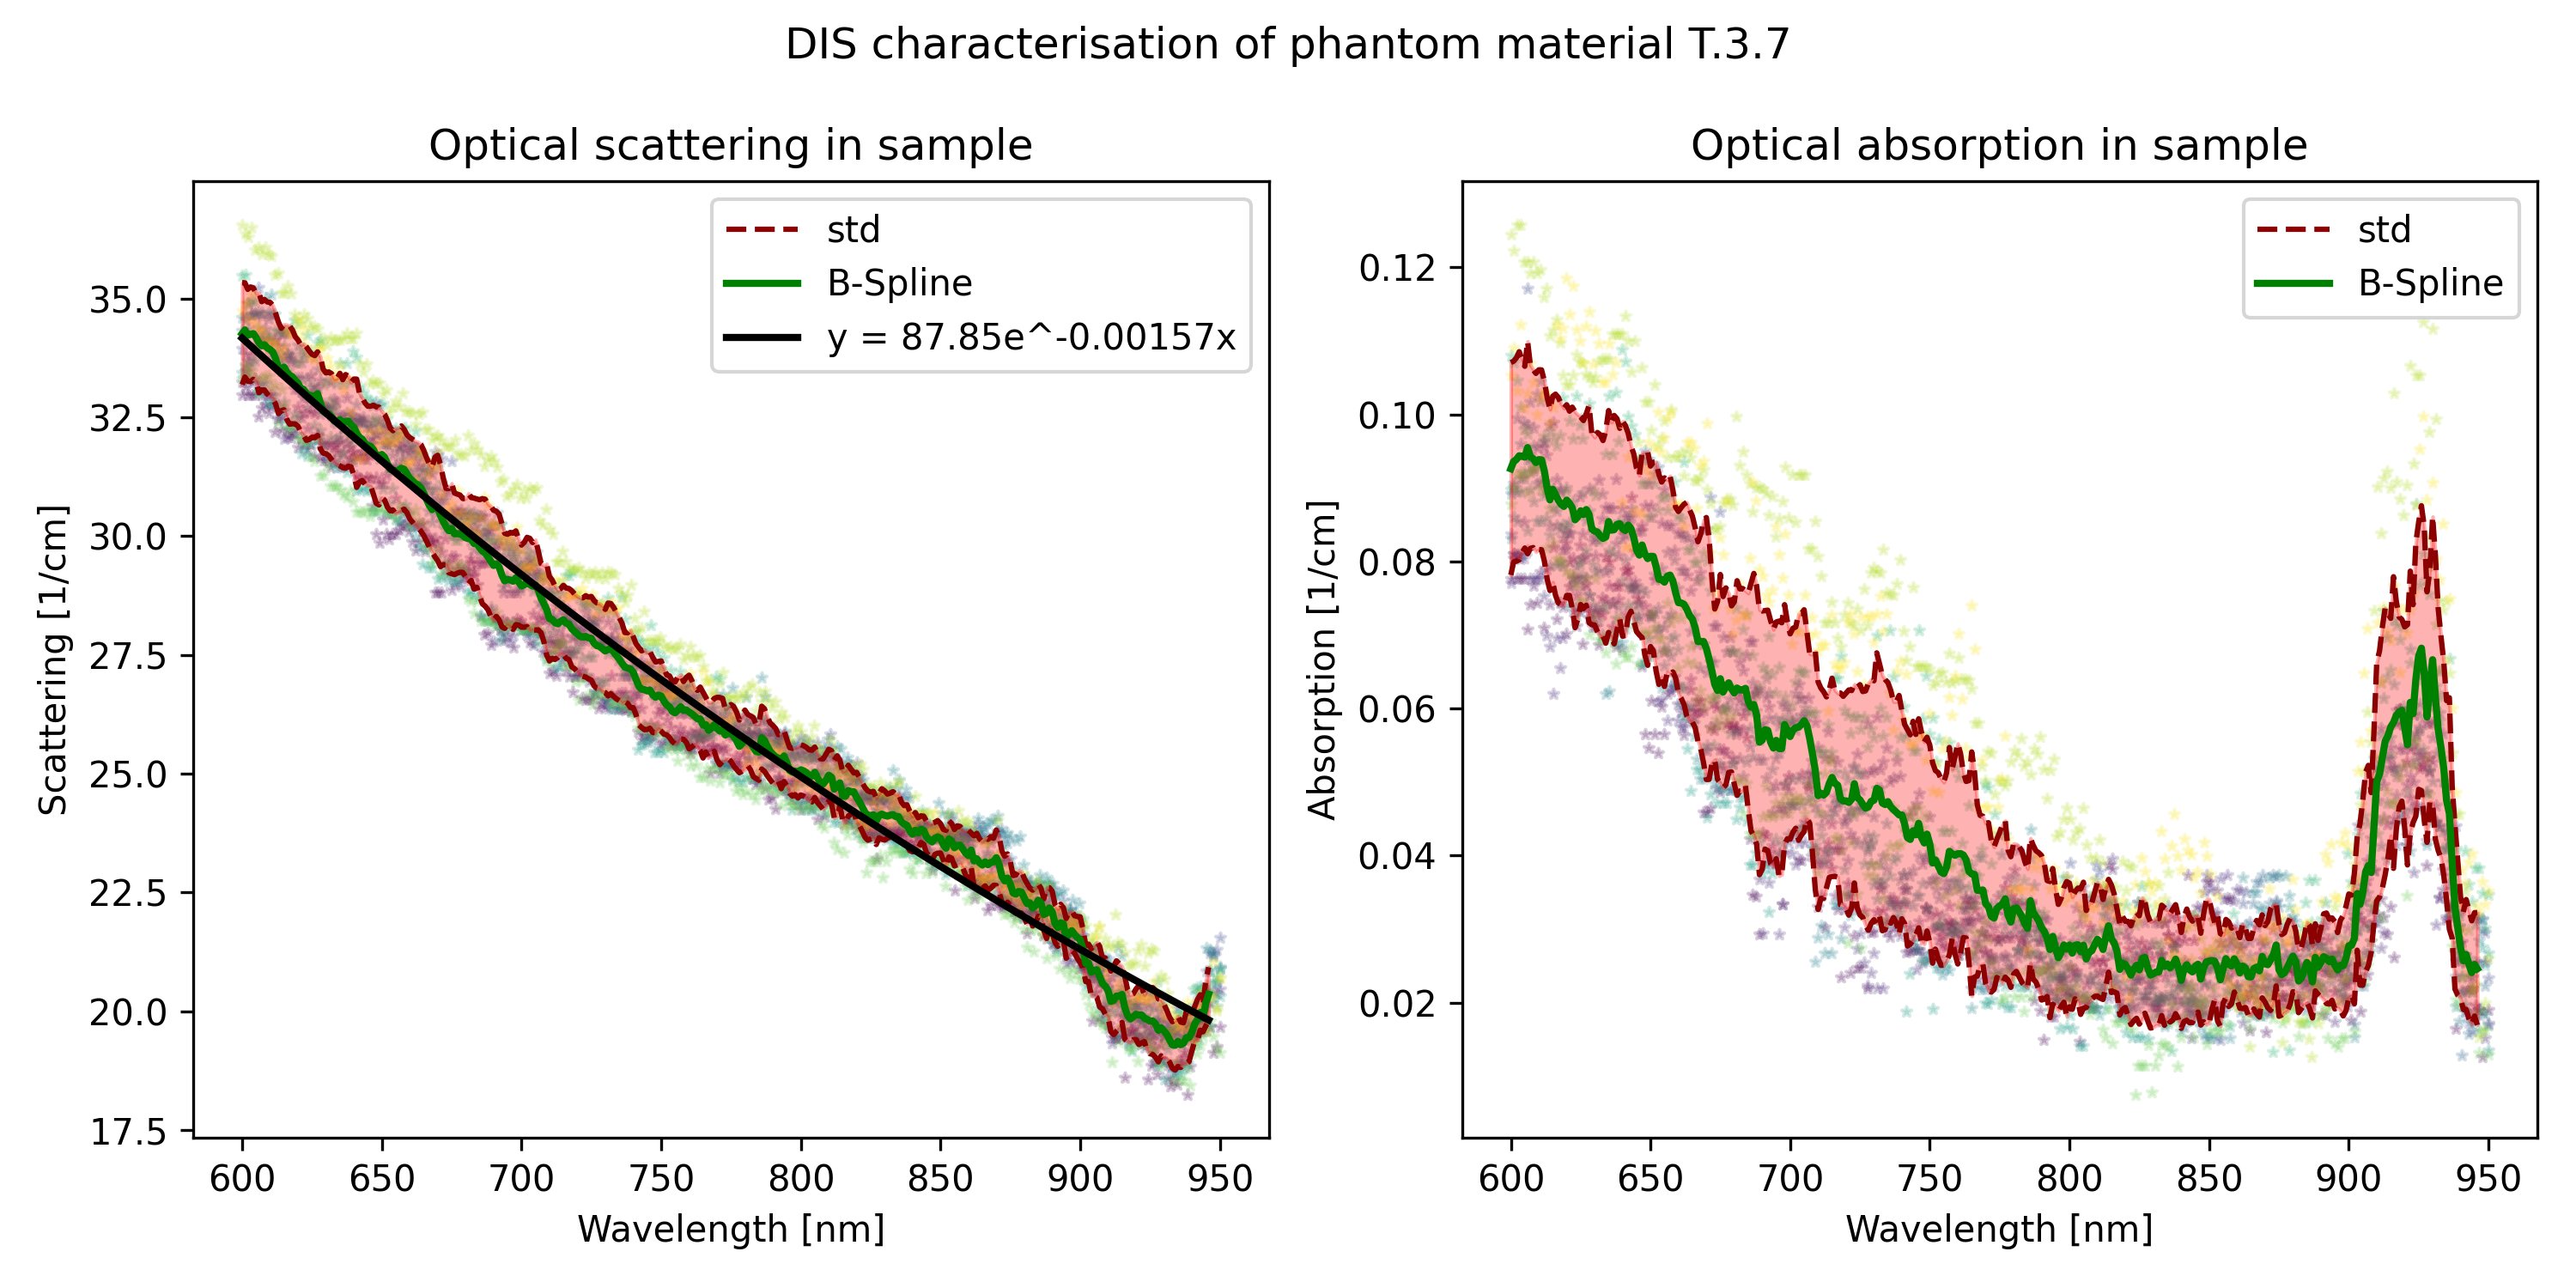 DIS characterisation of phantom material T.3.7
Optical scattering in sample
std
B-Spline
y = 87.85e^-0.00157x
35.0
32.5
30.0
27.5
25.0
22.5
20.0
17.5
Scattering [1/cm]
600 650 700 750 800 850 900 950
Wavelength [nm]
Optical absorption in sample
std
B-Spline
0.12
0.10
0.08
0.06
0.04
0.02
Absorption [1/cm]
600 650 700 750 800 850 900 950
Wavelength [nm]